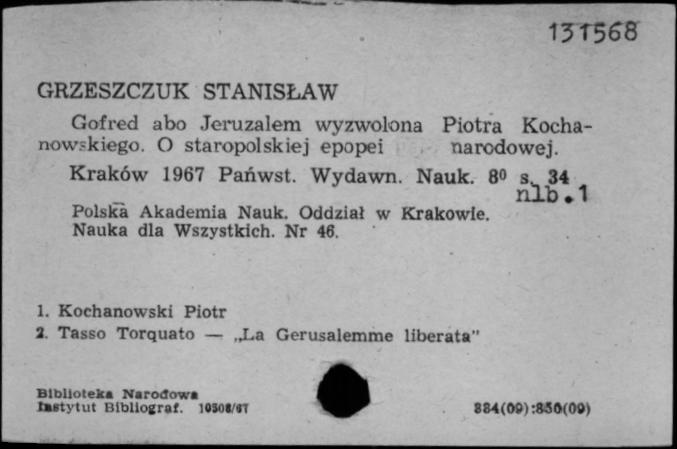 131568
GRZESZCZUK STANISŁAW
Gofred abo Jeruzalem wyzwolona Piotra Kocha-
nowskiego. O staropolskiej epopei narodowej.
Kraków 1967 Państ. Wydawn. Nauk. 8⁰ s. 34
nlb.1
Polska Akademia Nauk. Oddział w Krakowie.
Nauka dla Wszystkich. Nr 46.
1. Kochanowski Piotr
2. Tasso Torquato — „La Gerusalemme liberata"
Biblioteka Narodowa
Instytut Bibliograf. 10508/67
884(09):850(09)